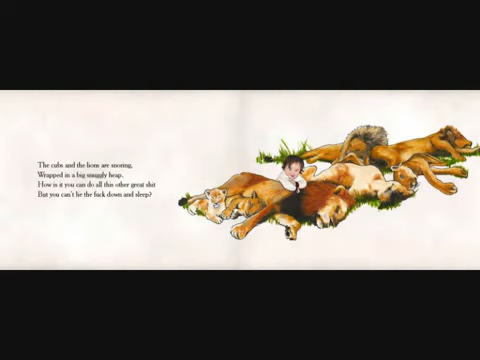 The cubs and the lions are snoring,
Wrapped in a big snuggly heap.
How is it you can do all this other great shit
But you can't lie the fuck down and sleep?